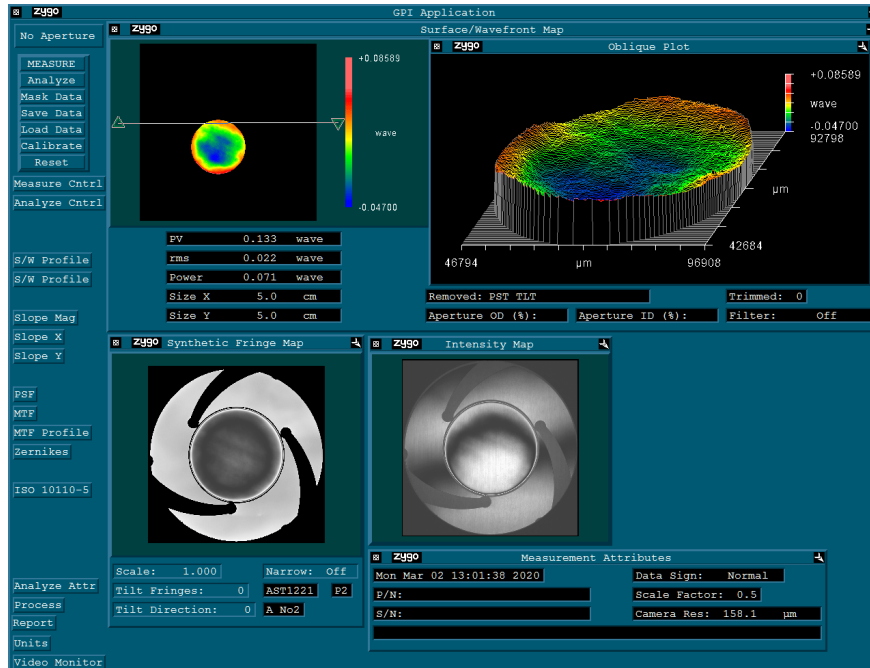 zygo GPI Application
No Aperture
MEASURE
Analyze
Mask Data
Save Data
Load Data
Calibrate
Reset
Measure Cntrl
Analyze Cntrl
S/W Profile
S/W Profile
Slope Mag
Slope X
Slope Y
PSF
MTF
MTF Profile
Zernikes
ISO 10110-5
Analyze Attr
Process
Report
Units
Video Monitor
zygo Surface/Wavefront Map
+0.08589
wave
-0.04700
PV 0.133 wave
rms 0.022 wave
Power 0.071 wave
Size X 5.0 cm
Size Y 5.0 cm
zygo Oblique Plot
+0.08589
wave
-0.04700
92798
µm
42684
46794 µm 96908
Removed: PST TLT Trimmed: 0
Aperture OD (%): Aperture ID (%): Filter: Off
zygo Synthetic Fringe Map
Scale: 1.000 Narrow: Off
Tilt Fringes: 0 AST1221 P2
Tilt Direction: 0 A No2
zygo Intensity Map
zygo Measurement Attributes
Mon Mar 02 13:01:38 2020 Data Sign: Normal
P/N: Scale Factor: 0.5
S/N: Camera Res: 158.1 µm